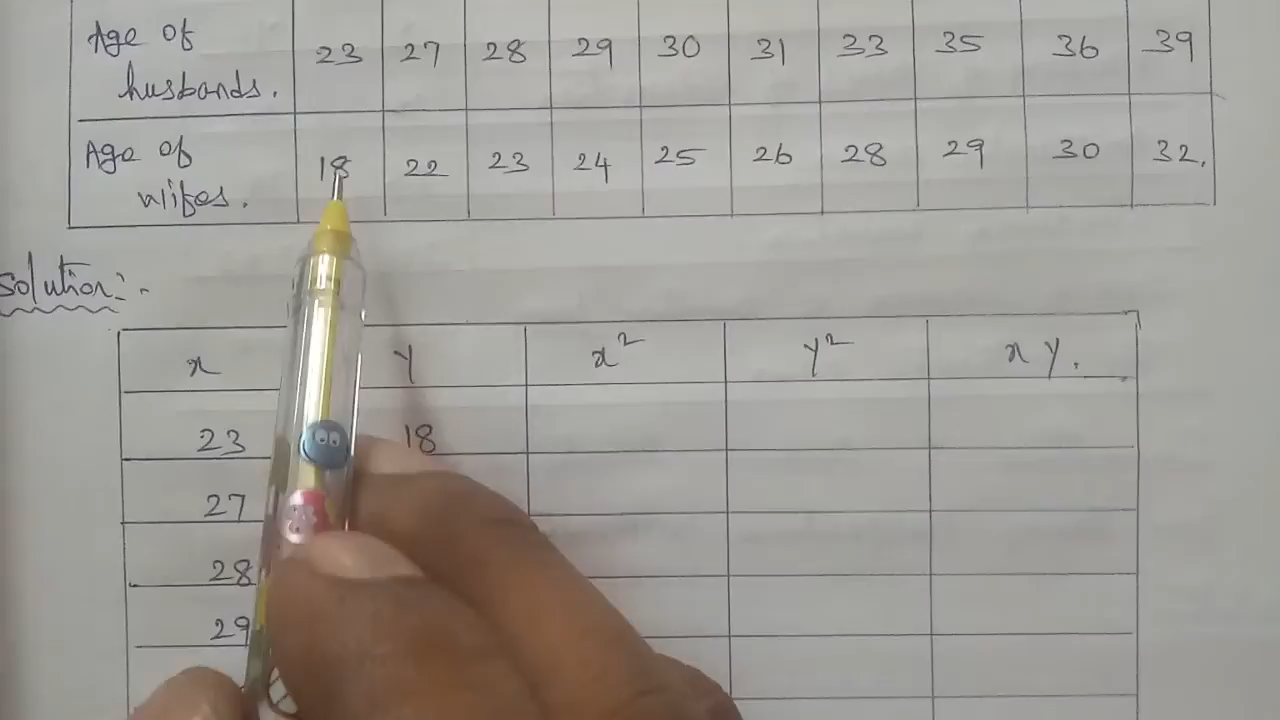 Age of husbands. 23 27 28 29 30 31 33 35 36 39
Age of wifes. 18 22 23 24 25 26 28 29 30 32.
Solution:-
x y x² y² xy.
23 18
27
28
29